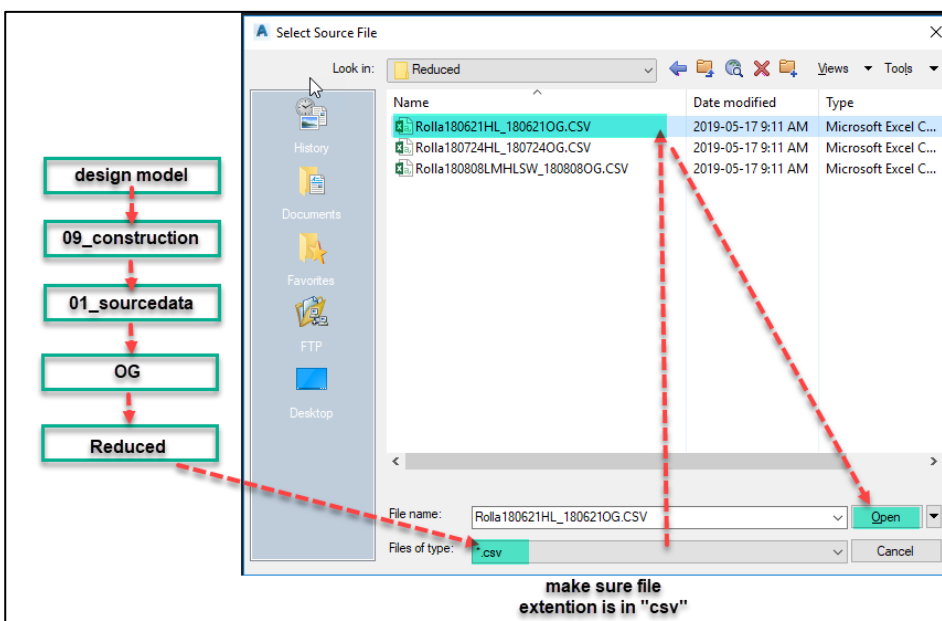 Select Source File
Look in:
Reduced
Views
Tools
Name
Date modified
Type
Rolla180621HL_180621OG.CSV
2019-05-17 9:11 AM
Microsoft Excel C...
Rolla180724HL_180724OG.CSV
2019-05-17 9:11 AM
Microsoft Excel C...
Rolla180808LMHLSW_180808OG.CSV
2019-05-17 9:11 AM
Microsoft Excel C...
History
Documents
Favorites
FTP
Desktop
design model
09_construction
01_sourcedata
OG
Reduced
File name:
Rolla180621HL_180621OG.CSV
Open
Files of type:
*.csv
Cancel
make sure file
extention is in "csv"